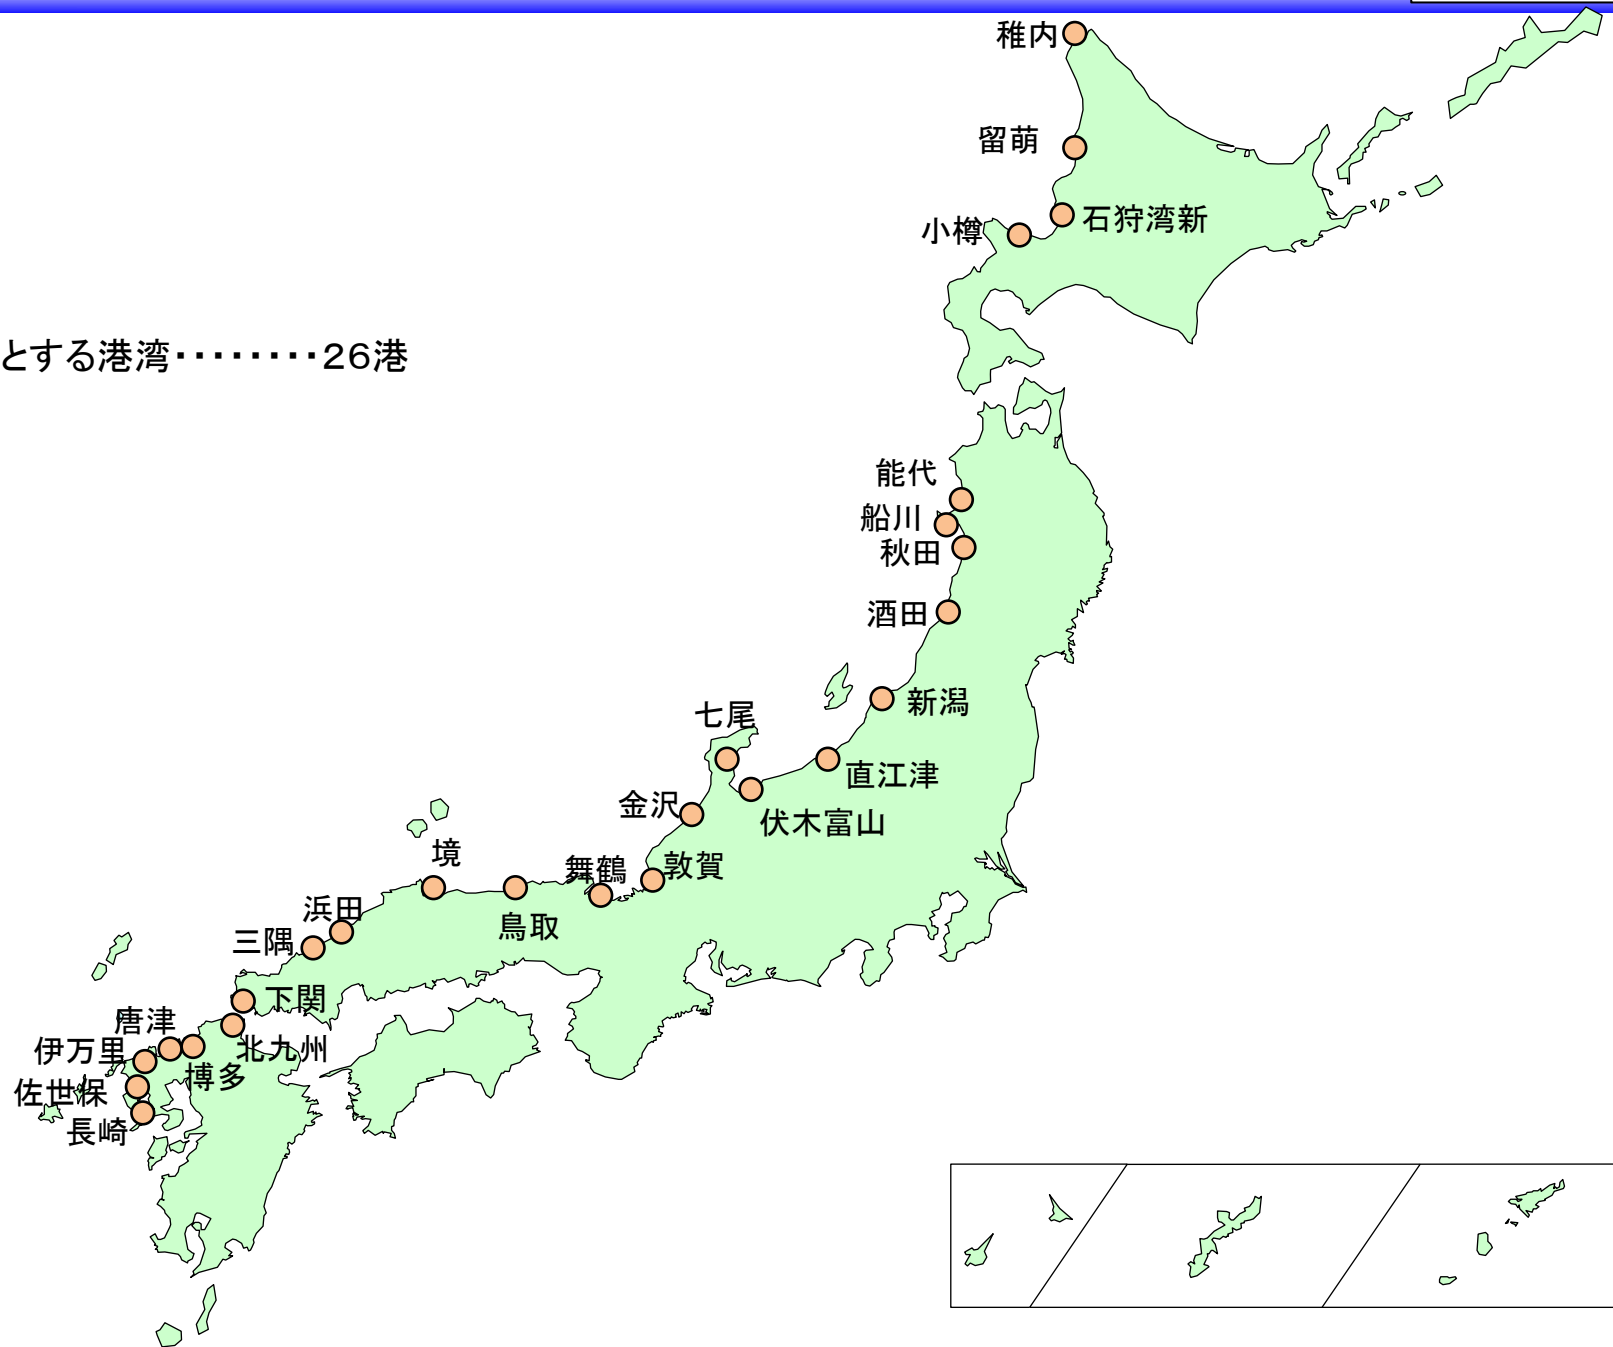 稚内
留萌
石狩湾新
小樽
とする港湾・・・・・・・・26港
能代
船川
秋田
酒田
新潟
七尾
直江津
金沢
伏木富山
境
舞鶴
敦賀
浜田
鳥取
三隅
下関
唐津
伊万里
北九州
博多
佐世保
長崎